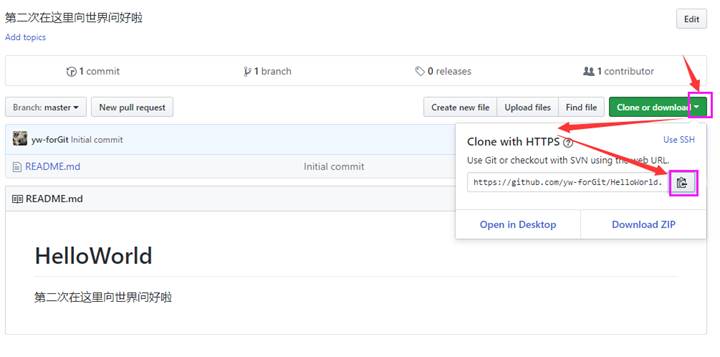 第二次在这里向世界问好啦
Edit
Add topics
1 commit
1 branch
0 releases
1 contributor
Branch: master
New pull request
Create new file
Upload files
Find file
Clone or download
yw-forGit Initial commit
README.md
Initial commit
Clone with HTTPS
Use SSH
Use Git or checkout with SVN using the web URL.
https://github.com/yw-forGit/HelloWorld.
Open in Desktop
Download ZIP
README.md
HelloWorld
第二次在这里向世界问好啦